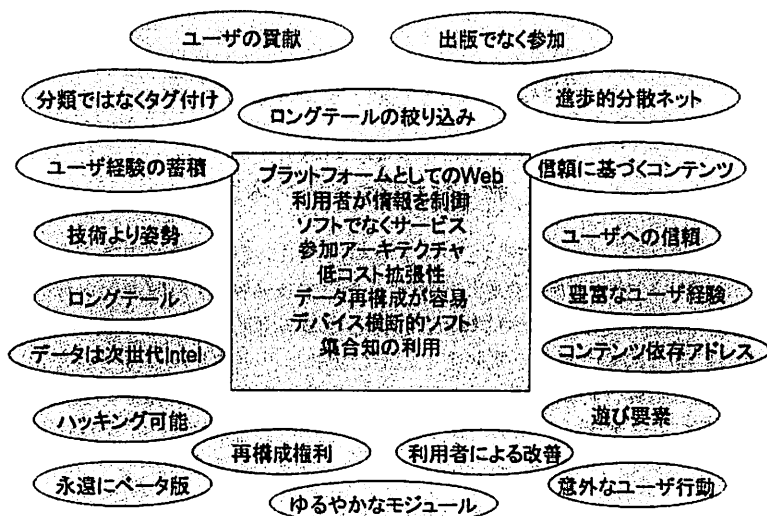 ユーザの貢献
出版でなく参加
分類ではなくタグ付け
ロングテールの絞り込み
進歩的分散ネット
ユーザ経験の蓄積
プラットフォームとしてのWeb
利用者が情報を制御
ソフトでなくサービス
参加アーキテクチャ
低コスト拡張性
データ再構成が容易
デバイス横断的ソフト
集合知の利用
信頼に基づくコンテンツ
技術より姿勢
ユーザへの信頼
ロングテール
豊富なユーザ経験
データは次世代Intel
コンテンツ依存アドレス
ハッキング可能
遊び要素
再構成権利
利用者による改善
永遠にベータ版
ゆるやかなモジュール
意外なユーザ行動